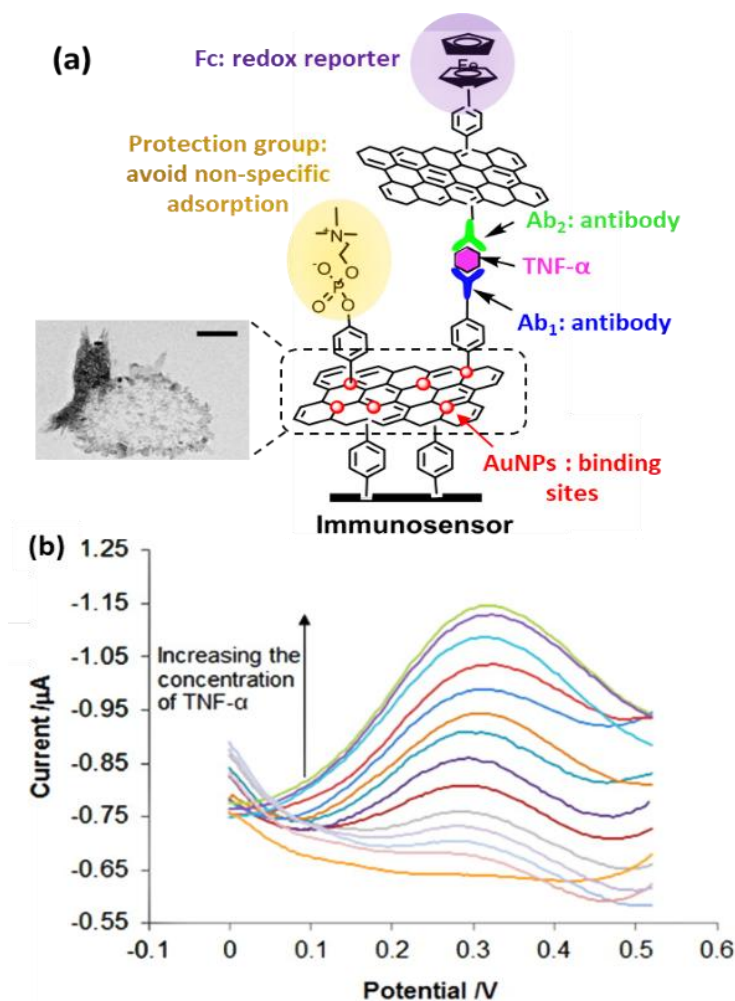 (a)
Fc: redox reporter
Fe
Protection group:
avoid non-specific
adsorption
N
+
-O
O
P
O
O
Ab2: antibody
TNF-α
Ab1: antibody
AuNPs : binding
sites
Immunosensor
(b)
1.25
-1.15
-1.05
-0.95
-0.85
-0.75
-0.65
-0.55
Current /µA
Increasing the
concentration
of TNF-α
-0.1
0
0.1
0.2
0.3
0.4
0.5
0.6
Potential /V